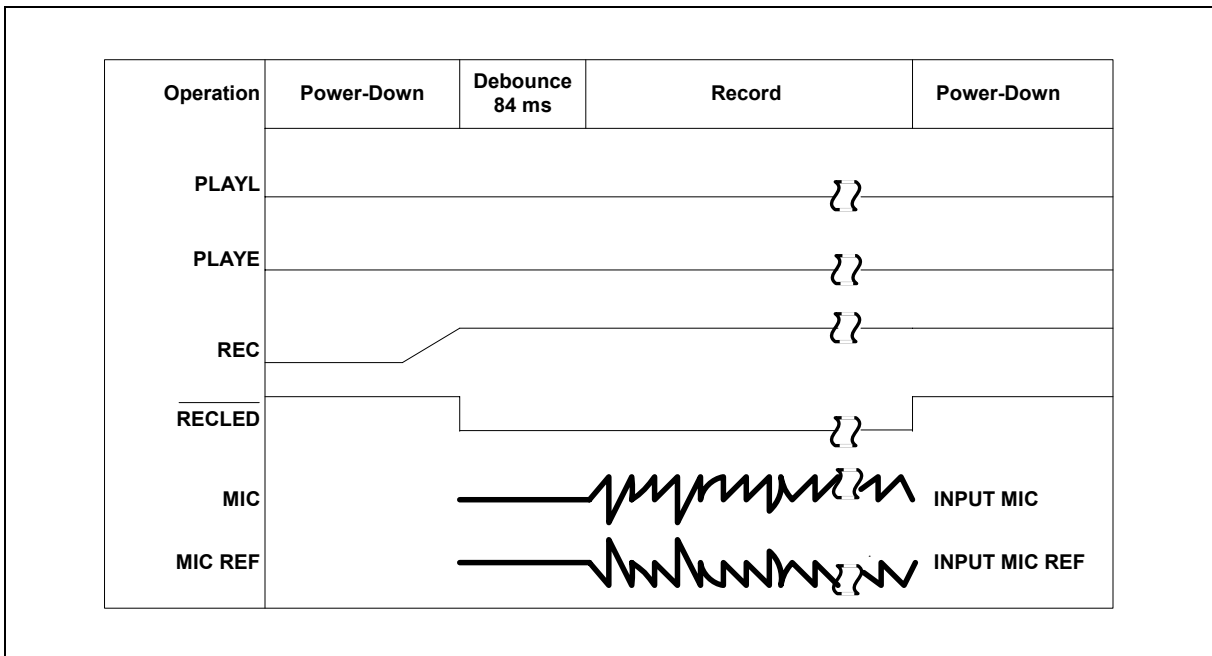 Operation Power-Down Debounce 84 ms Record Power-Down
PLAYL
PLAYE
REC
RECLED
MIC INPUT MIC
MIC REF INPUT MIC REF